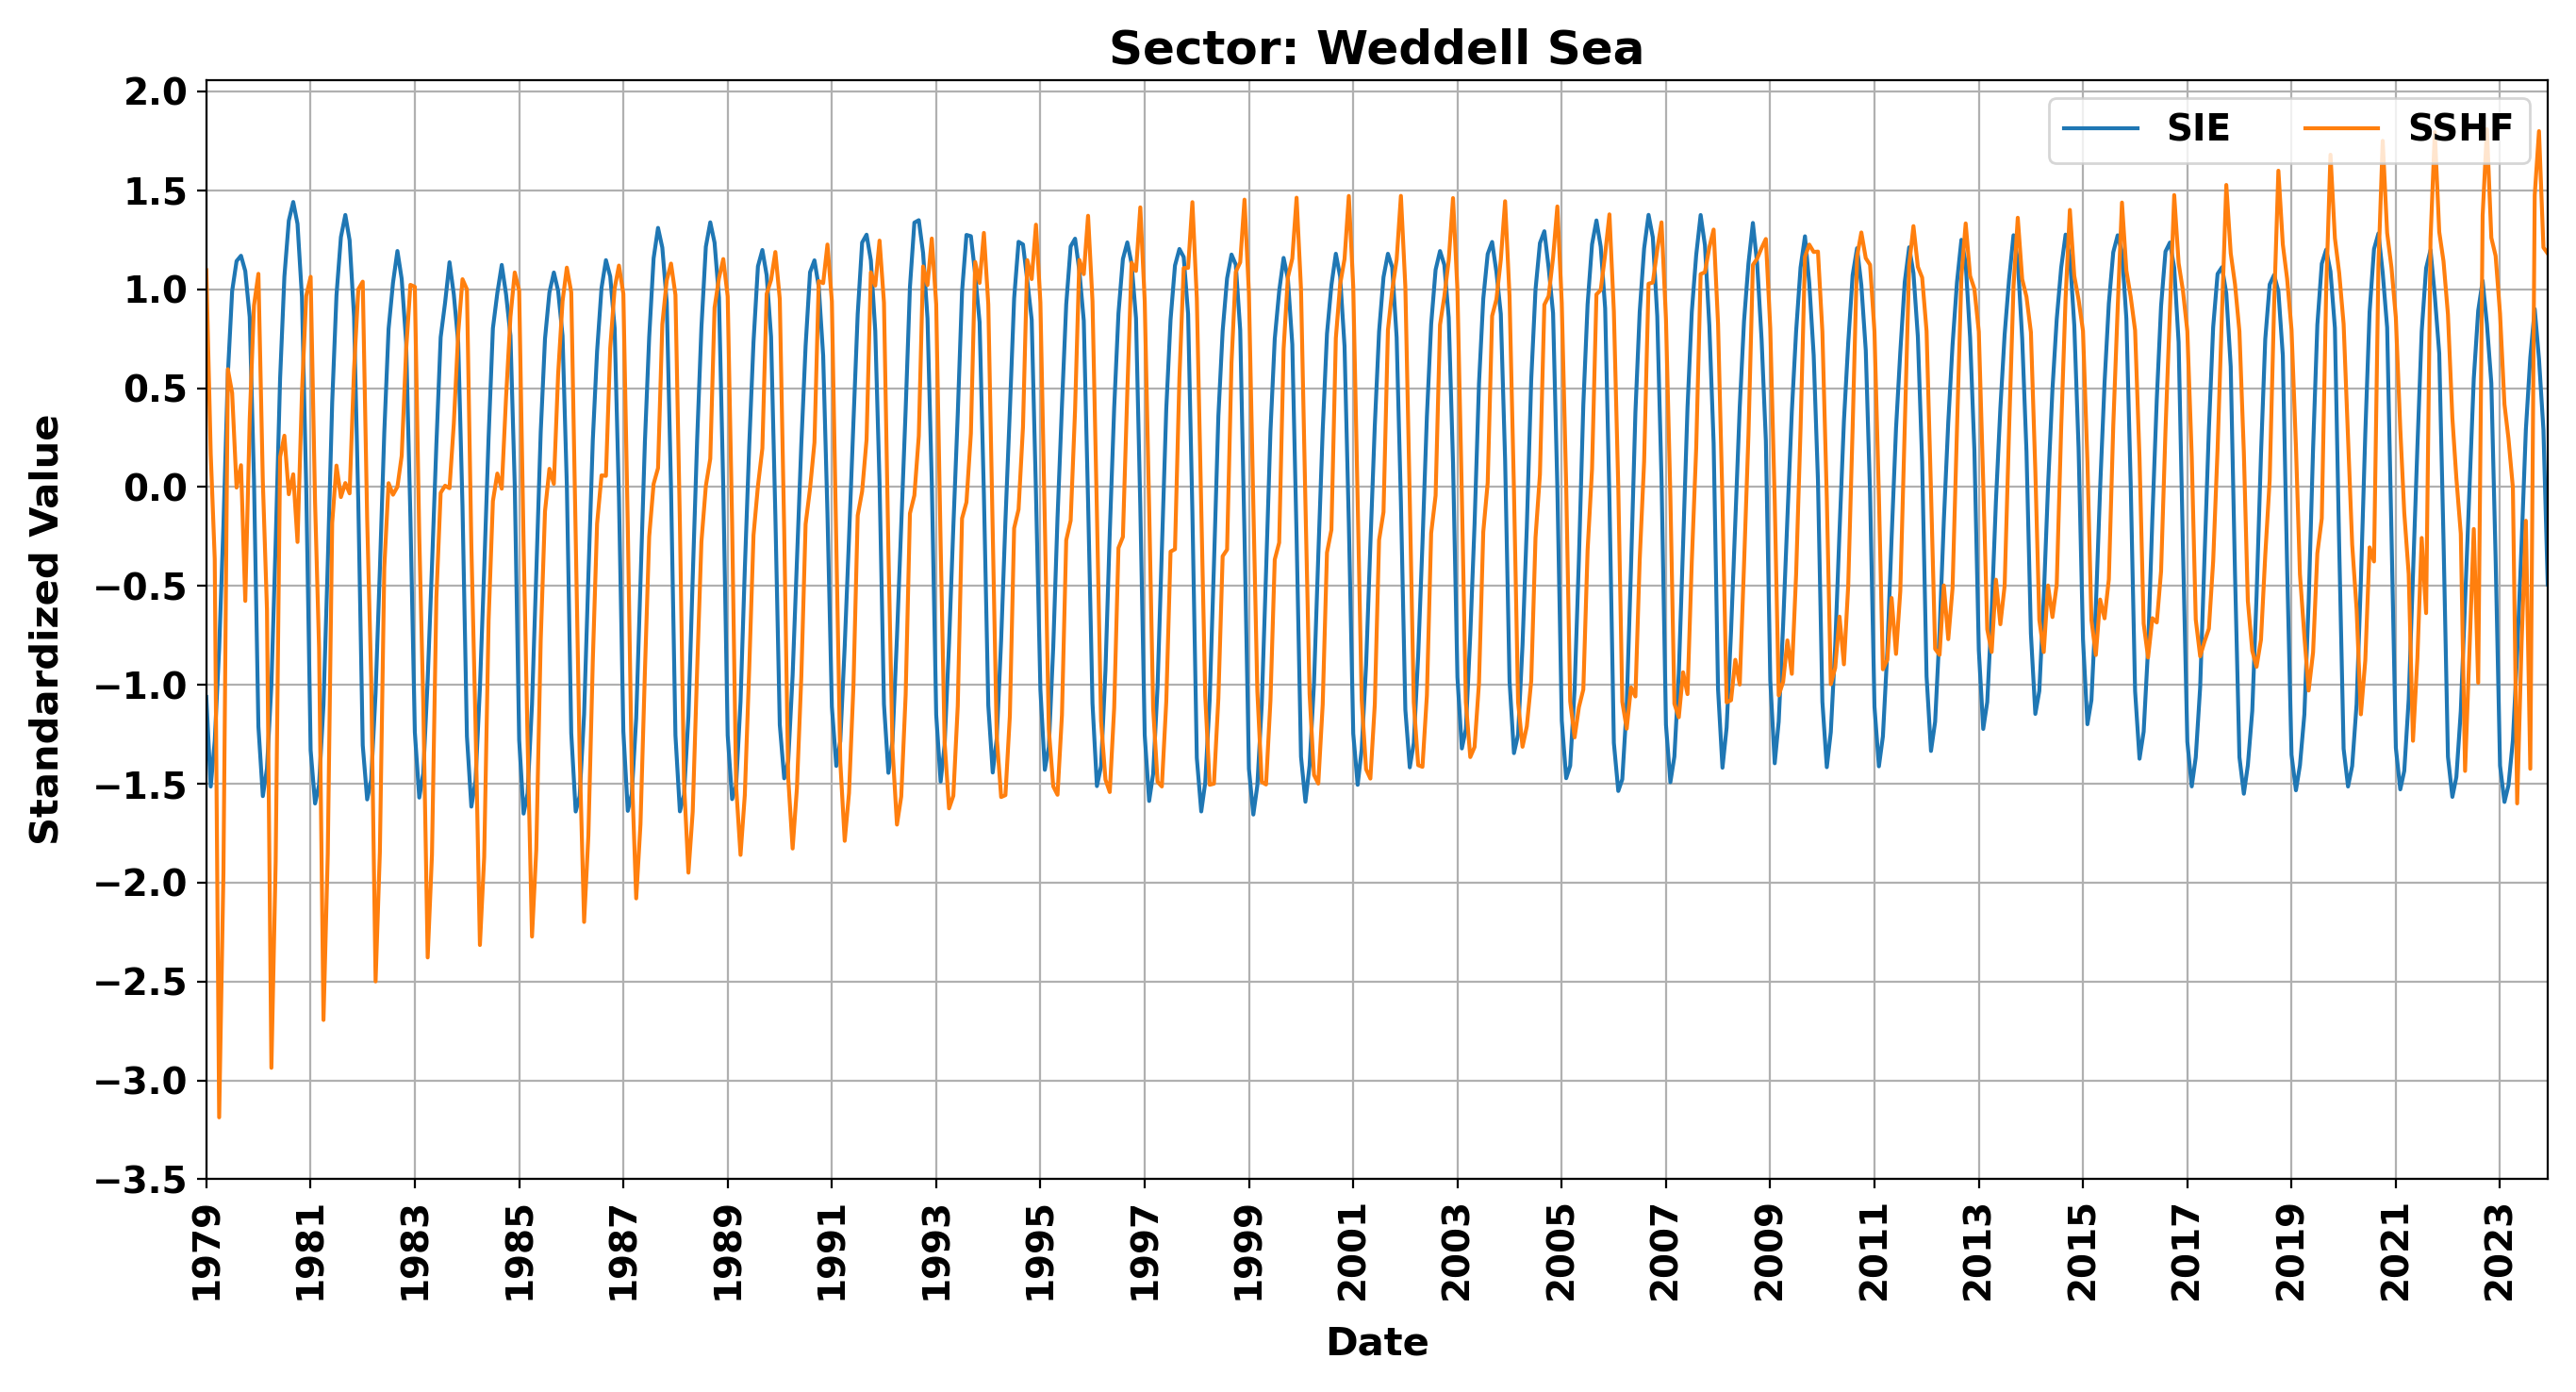 Sector: Weddell Sea
SIE SSHF
Standardized Value
2.0
1.5
1.0
0.5
0.0
−0.5
−1.0
−1.5
−2.0
−2.5
−3.0
−3.5
1979 1981 1983 1985 1987 1989 1991 1993 1995 1997 1999 2001 2003 2005 2007 2009 2011 2013 2015 2017 2019 2021 2023
Date